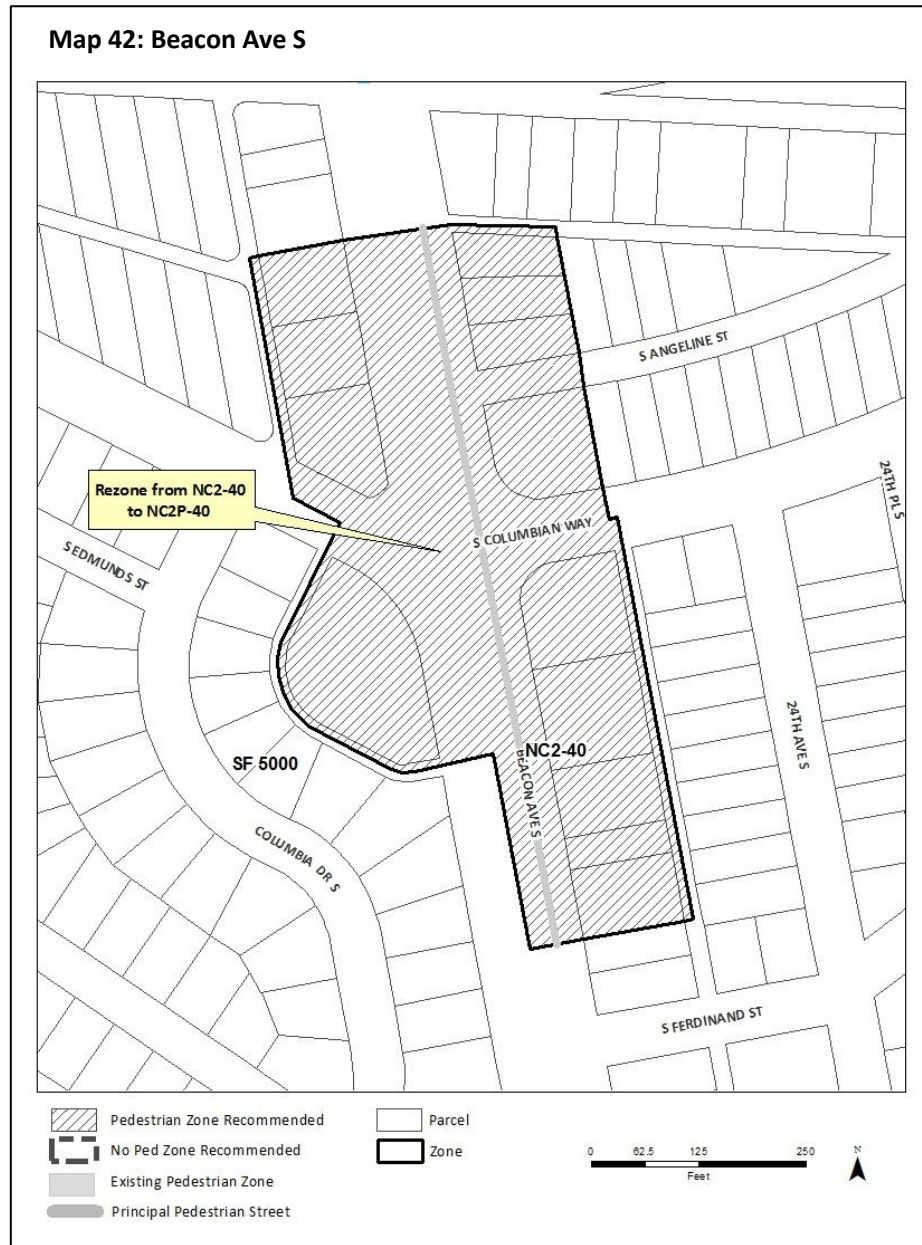 Map 42: Beacon Ave S
S ANGELINE ST
24TH PL S
Rezone from NC2-40
to NC2P-40
S COLUMBIAN WAY
S EDMUNDS ST
24TH AVE S
NC2-40
SF 5000
BEACON AVE S
COLUMBIA DR S
S FERDINAND ST
Pedestrian Zone Recommended
No Ped Zone Recommended
Existing Pedestrian Zone
Principal Pedestrian Street
Parcel
Zone
0 62.5 125 250
Feet
N